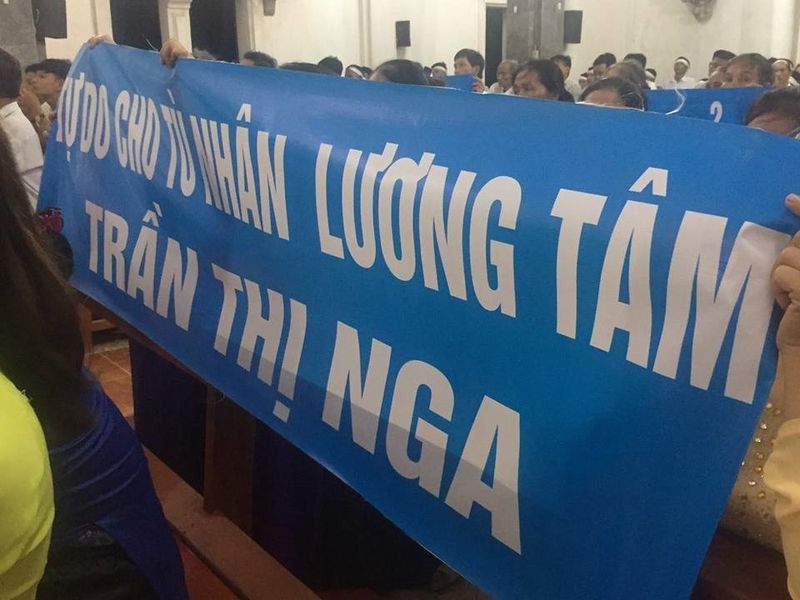 TỰ DO CHO TÙ NHÂN LƯƠNG TÂM
TRẦN THỊ NGA
?